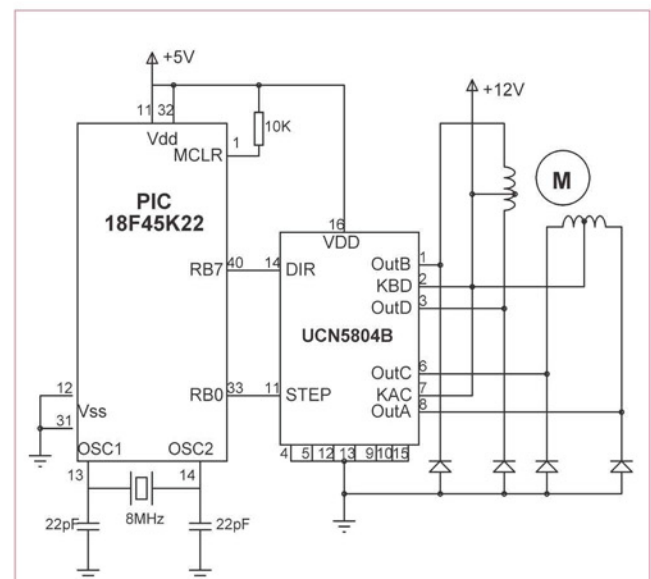 +5V
+12V
11 32
10K
Vdd
1
MCLR
PIC
18F45K22
M
16
VDD
RB7 40
14 DIR
OutB 1
KBD 2
OutD 3
UCN5804B
RB0 33
11 STEP
OutC 6
KAC 7
OutA 8
12
Vss
31
OSC1 OSC2
4 5 12 13 9 10 15
13 14
22pF 8MHz 22pF